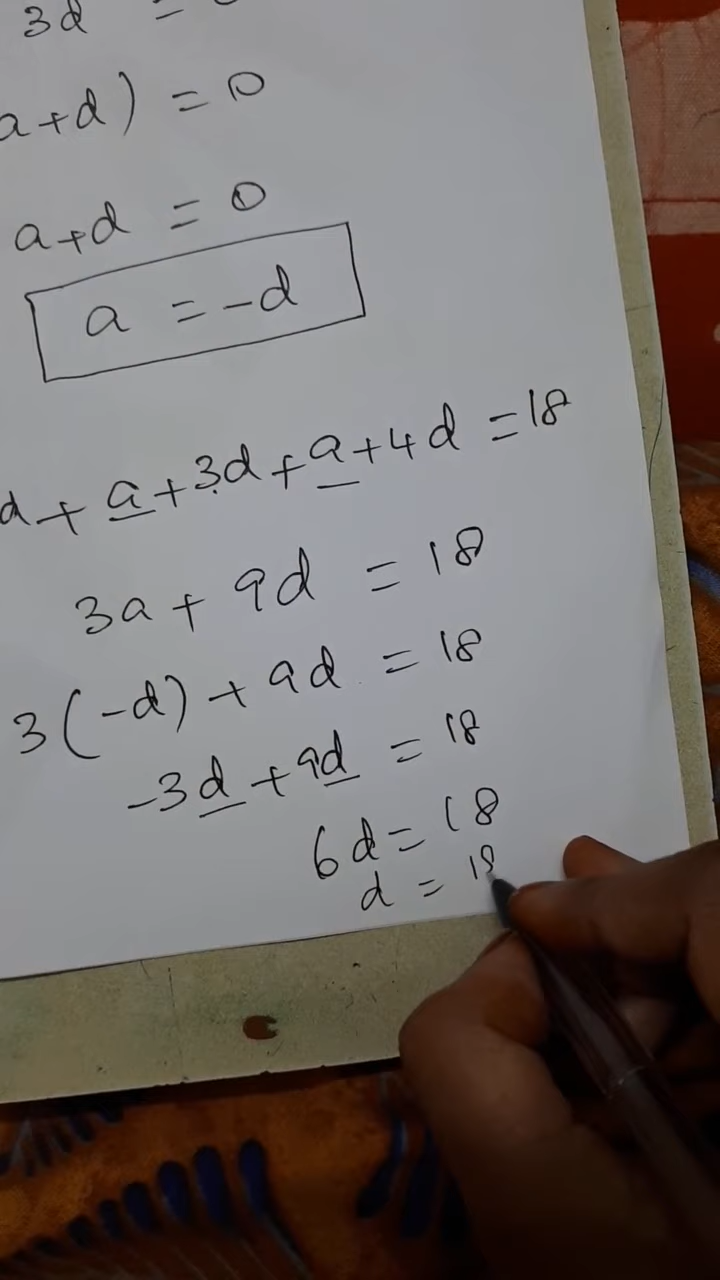 3d =
a+d) = 0
a+d = 0
a = -d
d + a + 3d + a + 4d = 18
3a + 9d = 18
3(-d) + 9d = 18
-3d + 9d = 18
6d = 18
d = 18